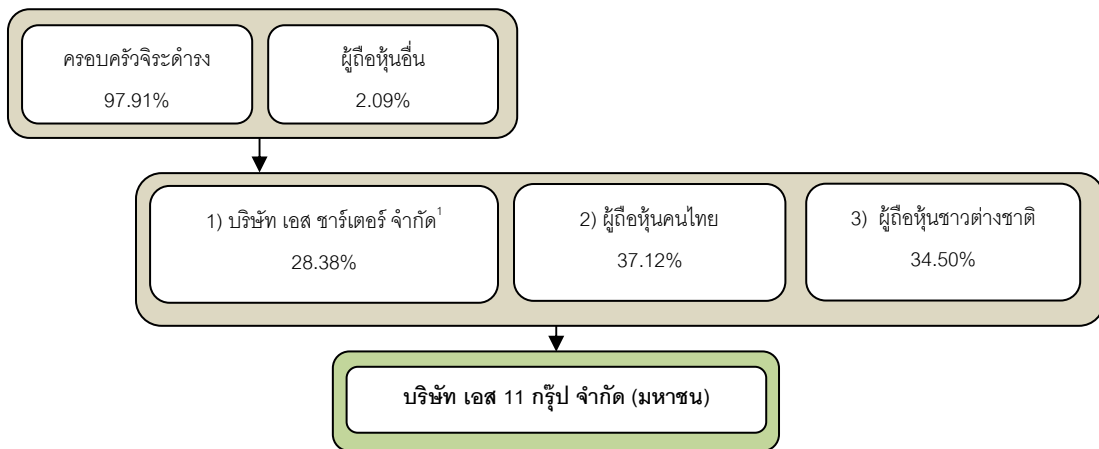 ครอบครัวจิระดำรง
97.91%
ผู้ถือหุ้นอื่น
2.09%
1) บริษัท เอส ชาร์เตอร์ จำกัด¹
28.38%
2) ผู้ถือหุ้นคนไทย
37.12%
3) ผู้ถือหุ้นชาวต่างชาติ
34.50%
บริษัท เอส 11 กรุ๊ป จำกัด (มหาชน)